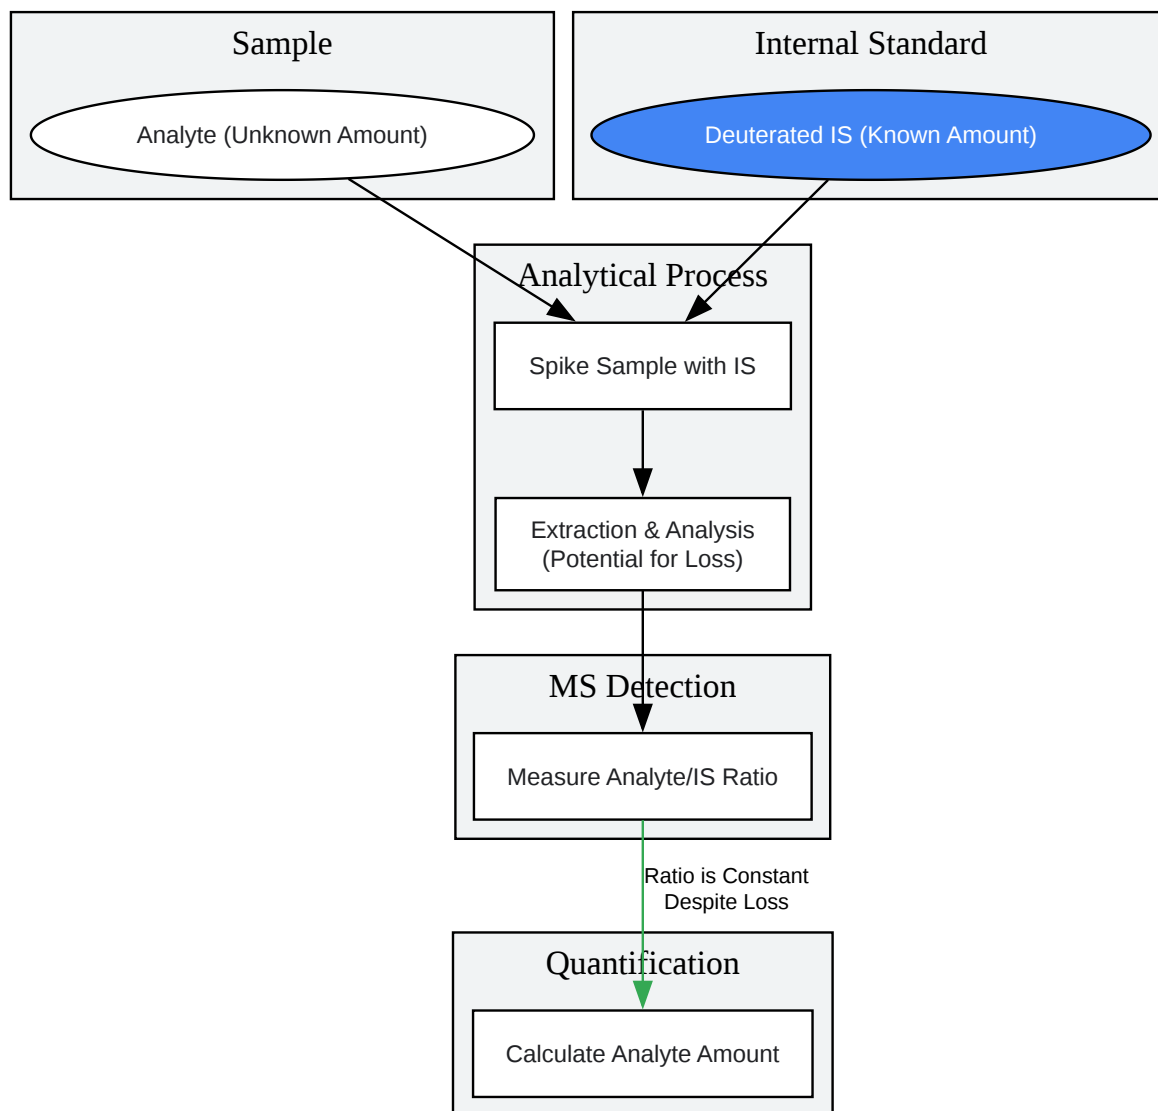 Sample
Internal Standard
Analyte (Unknown Amount)
Deuterated IS (Known Amount)
Analytical Process
Spike Sample with IS
Extraction & Analysis
(Potential for Loss)
MS Detection
Measure Analyte/IS Ratio
Ratio is Constant
Despite Loss
Quantification
Calculate Analyte Amount